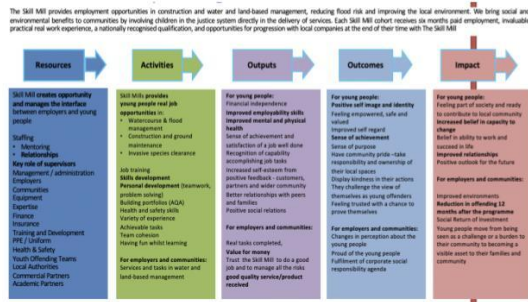 The Skill Mill provides employment opportunities in construction and water and land-based management, reducing flood risk and improving the local environment. We bring social and
environmental benefits to communities by involving children in the justice system directly in the delivery of services. Each Skill Mill cohort receives six months paid employment, invaluable
practical real work experience, a nationally recognised qualification, and opportunities for progression with local companies at the end of their time with The Skill Mill
Resources
Activities
Outputs
Outcomes
Impact
Skill Mill creates opportunity
and manages the interface
between employers and young
people
Staffing
• Mentoring
• Relationships
Key role of supervisors
Management / administration
Employers
Communities
Equipment
Expertise
Finance
Insurance
Training and Development
PPE / Uniform
Health & Safety
Youth Offending Teams
Local Authorities
Commercial Partners
Academic Partners
Skill Mills provides
young people real job
opportunities in:
• Watercourse & flood
management
• Construction and ground
maintenance
• Invasive species clearance
Job training
Skills development
Personal development (teamwork,
problem solving)
Building portfolios (AQA)
Health and safety skills
Variety of experience
Achievable tasks
Team cohesion
Having fun whilst learning
For employers and communities:
Services and tasks in water and
land-based management
For young people:
Financial independence
Improved employability skills
Improved mental and physical
health
Sense of achievement and
satisfaction of a job well done
Recognition of capability
accomplishing job tasks
Increased self esteem from
positive feedback - customers,
partners and wider community
Better relationships with peers
and families
Positive social relations
For employers and communities:
Real tasks completed,
Value for money
Trust the Skill Mill to do a good
job and to manage all the risks
good quality service/product
received
For young people:
Positive self image and identity
Feeling empowered, safe and
valued
Improved self regard
Sense of achievement
Sense of purpose
Have community pride –take
responsibility and ownership of
their local spaces
Display kindness in their actions
They challenge the view of
themselves as young offenders
Feeling trusted with a chance to
prove themselves
For employers and communities:
Changes in perception about the
young people
Proud of the young people
Fulfilment of corporate social
responsibility agenda
For young people:
Feeling part of society and ready
to contribute to local community
Increased belief in capacity to
change
Belief in ability to work and
succeed in life
Improved relationships
Positive outlook for the future
For employers and communities:
Improved environments
Reduction in offending 12
months after the programme
Social Return of Investment
Young people move from being
seen as a challenge or a burden to
their community to becoming a
visible asset to their families and
community